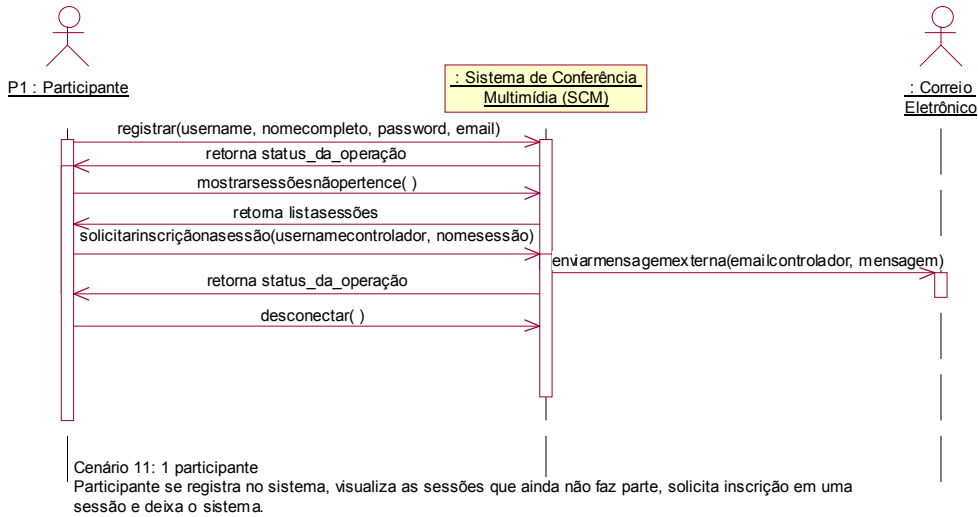 P1 : Participante
: Sistema de Conferência
Multimídia (SCM)
: Correio
Eletrônico
registrar(username, nomecompleto, password, email)
retorna status_da_operação
mostrarsessõesnãopertence( )
retorna listasessões
solicitarinscriçãonasessão(usernamecontrolador, nomesessão)
enviarmensagemexterna(emailcontrolador, mensagem)
retorna status_da_operação
desconectar( )
Cenário 11: 1 participante
Participante se registra no sistema, visualiza as sessões que ainda não faz parte, solicita inscrição em uma
sessão e deixa o sistema.